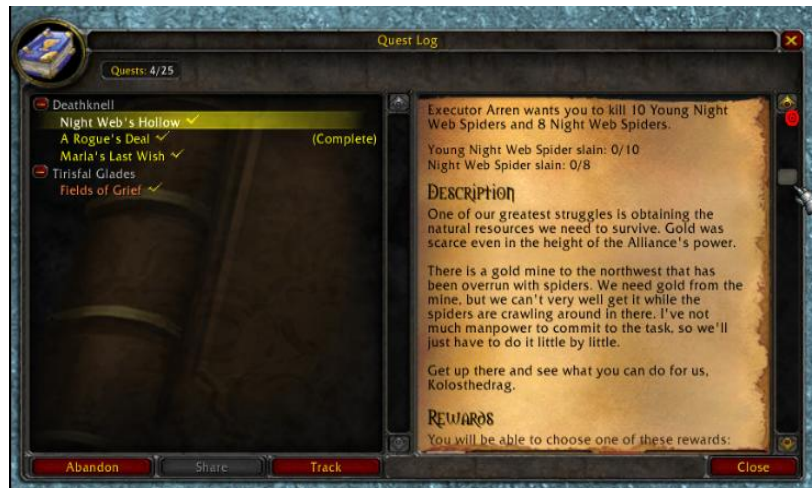 Quest Log
Quests: 4/25
Deathknell
Night Web's Hollow
A Rogue's Deal (Complete)
Marla's Last Wish
Tirisfal Glades
Fields of Grief
Executor Arren wants you to kill 10 Young Night
Web Spiders and 8 Night Web Spiders.
Young Night Web Spider slain: 0/10
Night Web Spider slain: 0/8
Description
One of our greatest struggles is obtaining the
natural resources we need to survive. Gold was
scarce even in the height of the Alliance's power.
There is a gold mine to the northwest that has
been overrun with spiders. We need gold from the
mine, but we can't very well get it while the
spiders are crawling around in there. I've not
much manpower to commit to the task, so we'll
just have to do it little by little.
Get up there and see what you can do for us,
Kolosthedrag.
Rewards
You will be able to choose one of these rewards:
Abandon
Share
Track
Close